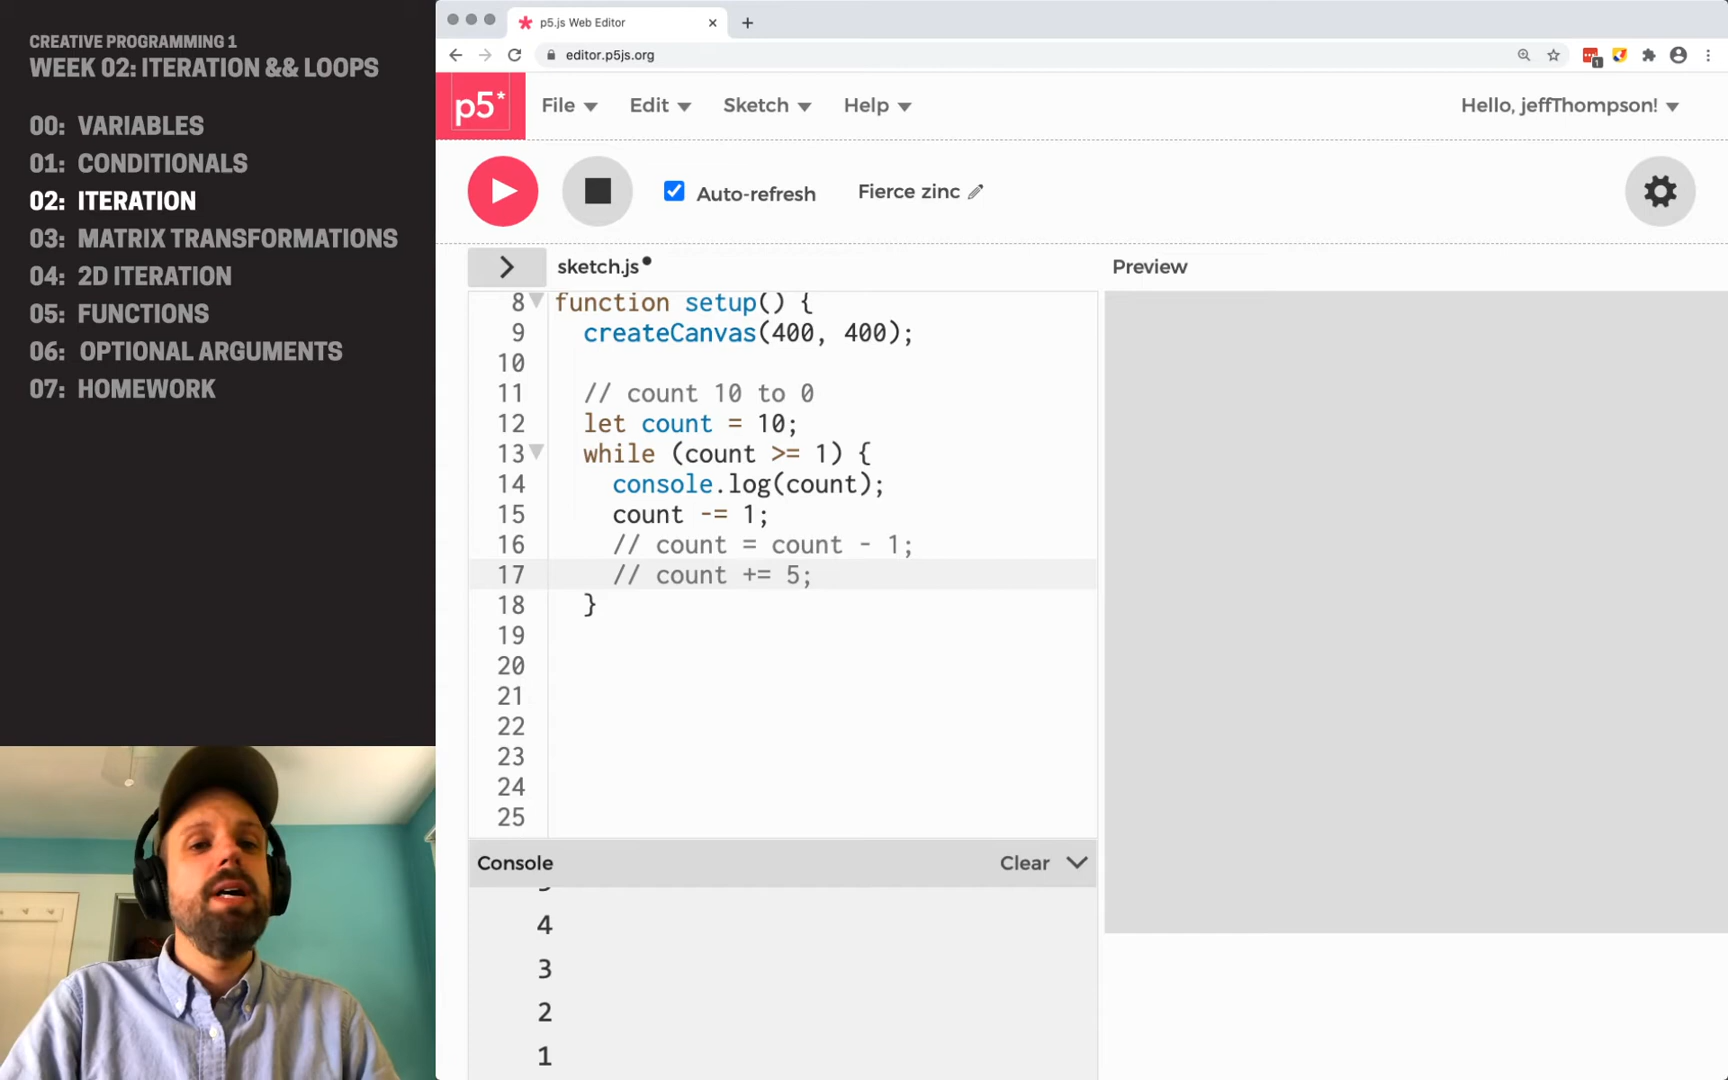 CREATIVE PROGRAMMING 1
WEEK 02: ITERATION && LOOPS
00: VARIABLES
01: CONDITIONALS
02: ITERATION
03: MATRIX TRANSFORMATIONS
04: 2D ITERATION
05: FUNCTIONS
06: OPTIONAL ARGUMENTS
07: HOMEWORK
p5.js Web Editor
editor.p5js.org
1
p5* File Edit Sketch Help Hello, jeffThompson!
Auto-refresh Fierce zinc
sketch.js
Preview
8 function setup() {
9 createCanvas(400, 400);
10
11 // count 10 to 0
12 let count = 10;
13 while (count >= 1) {
14 console.log(count);
15 count -= 1;
16 // count = count - 1;
17 // count += 5;
18 }
19
20
21
22
23
24
25
Console Clear
4
3
2
1